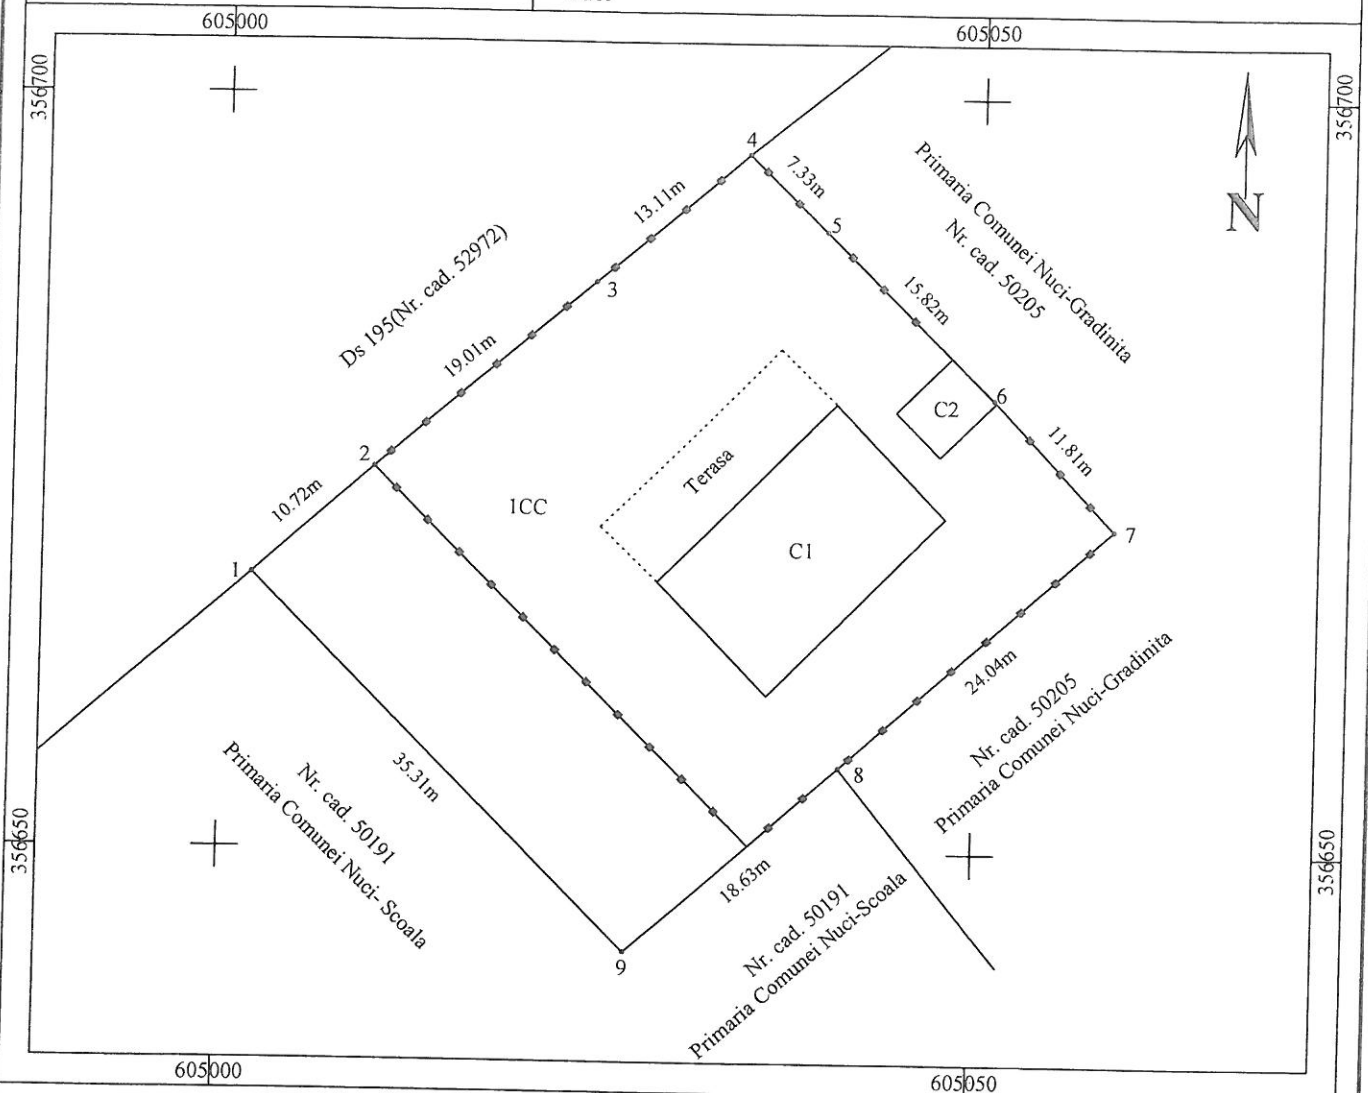 605000
605050
356700
356700
N
4
7.33m
13.11m
Primaria Comunei Nuci-Gradinita
Nr. cad. 50205
5
Ds 195(Nr. cad. 52972)
3
15.82m
19.01m
6
C2
2
11.81m
Terasa
10.72m
1CC
7
C1
1
24.04m
Nr. cad. 50205
Primaria Comunei Nuci-Gradinita
35.31m
8
Nr. cad. 50191
Primaria Comunei Nuci- Scoala
356650
356650
18.63m
Nr. cad. 50191
Primaria Comunei Nuci-Scoala
9
605000
605050